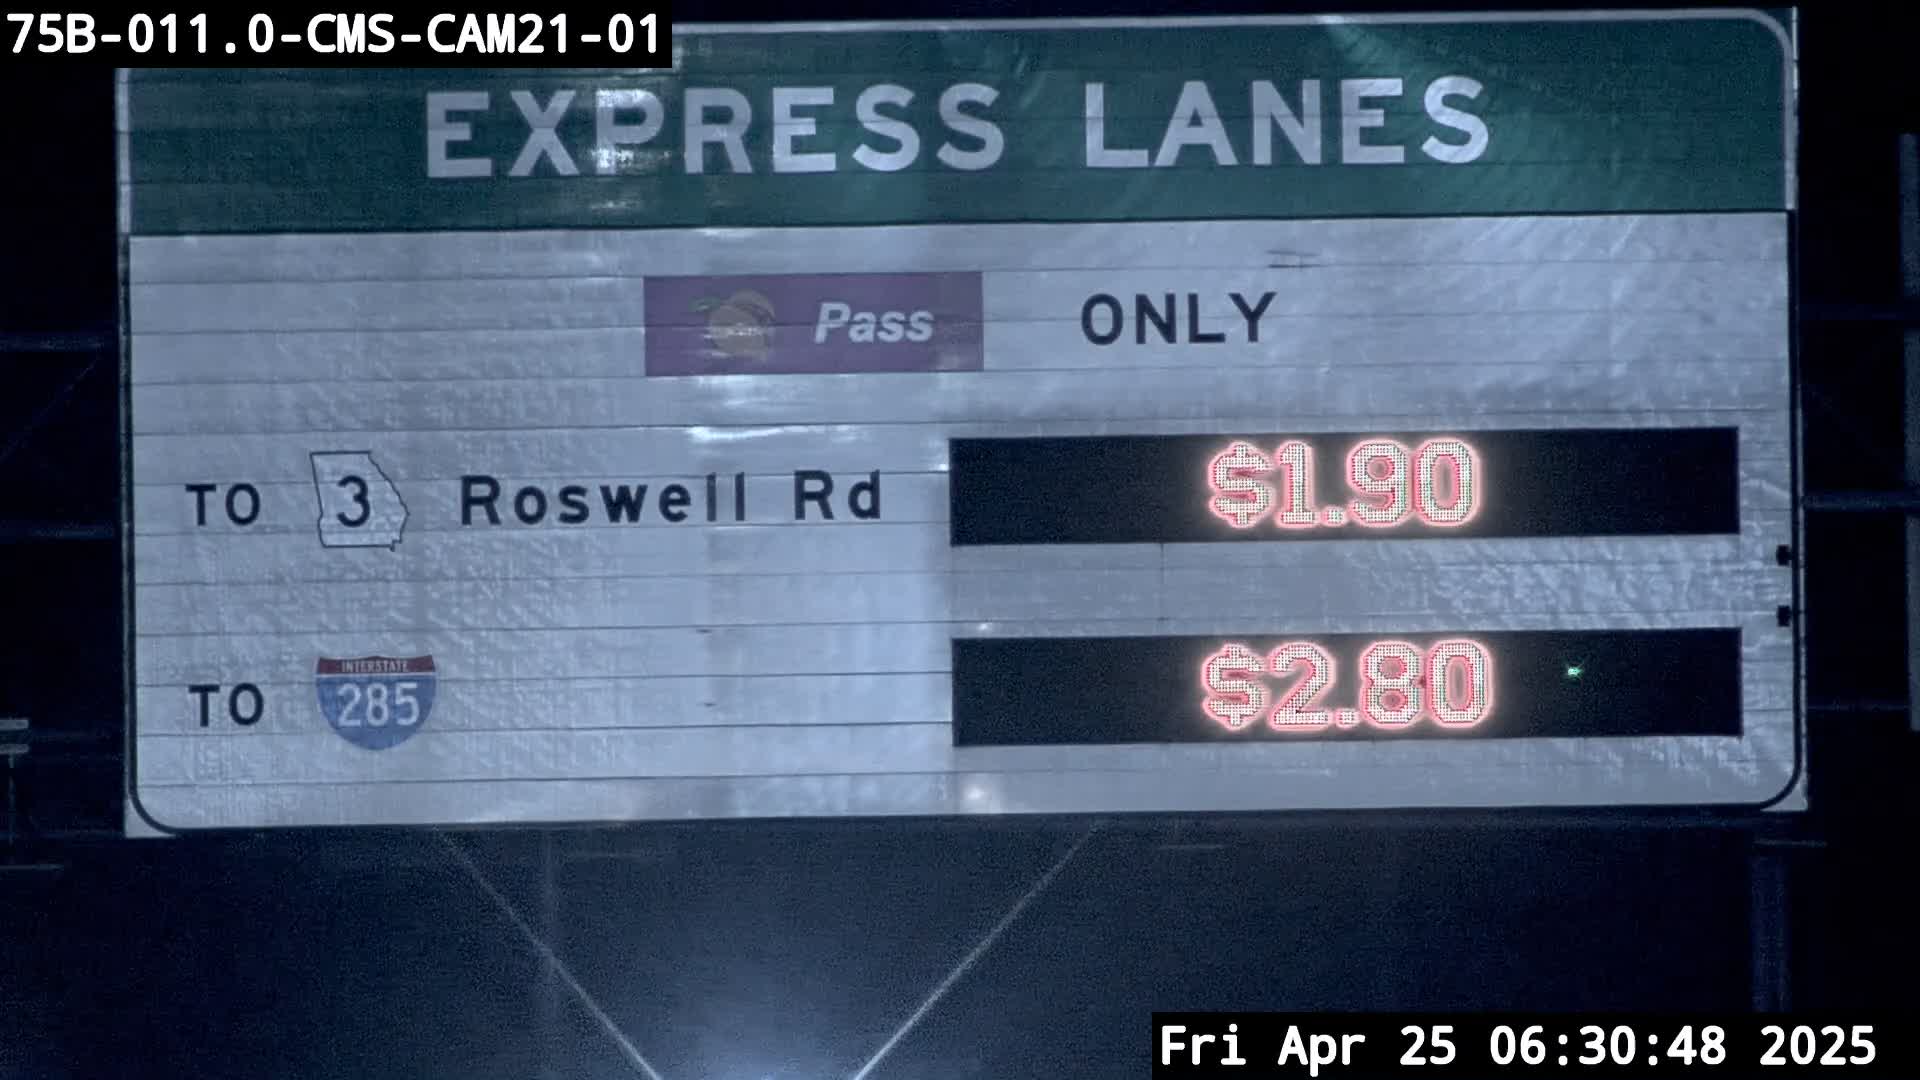 75B-011.0-CMS-CAM21-01
EXPRESS LANES
Pass ONLY
TO 3 Roswell Rd $1.90
INTERSTATE
TO 285 $2.80
Fri Apr 25 06:30:48 2025